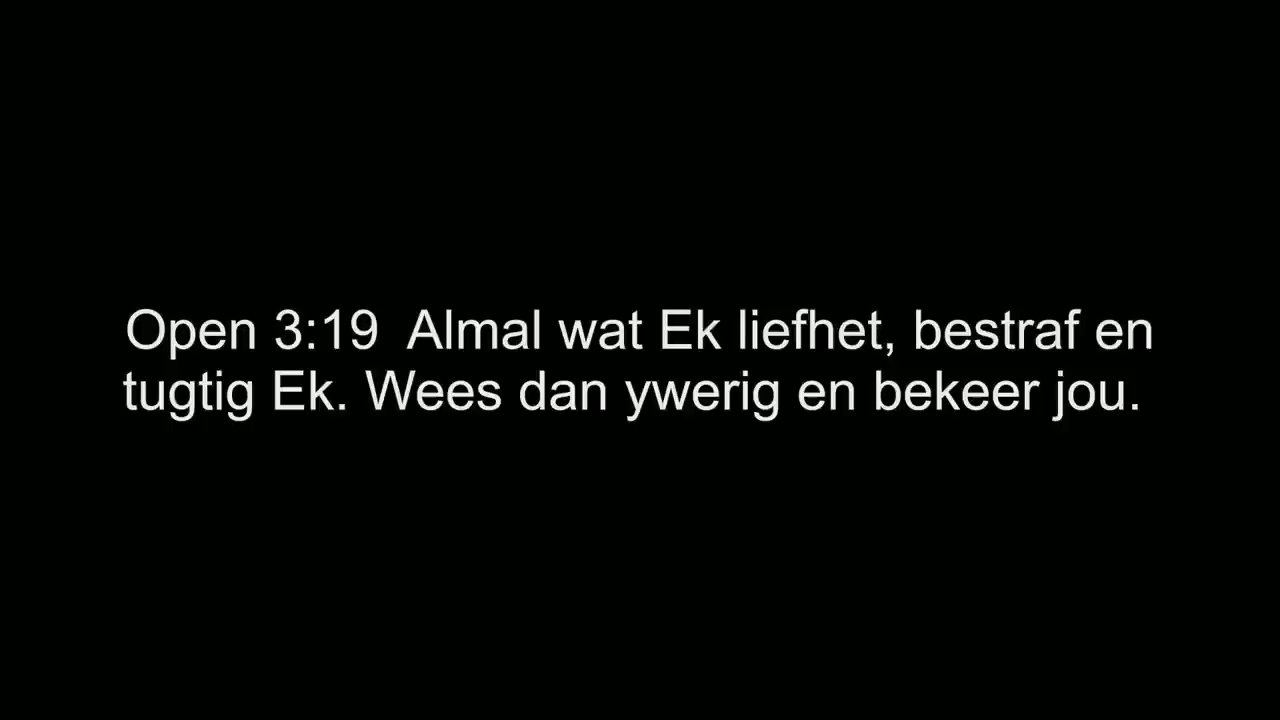 Open 3:19  Almal wat Ek liefhet, bestraf en
tugtig Ek. Wees dan ywerig en bekeer jou.